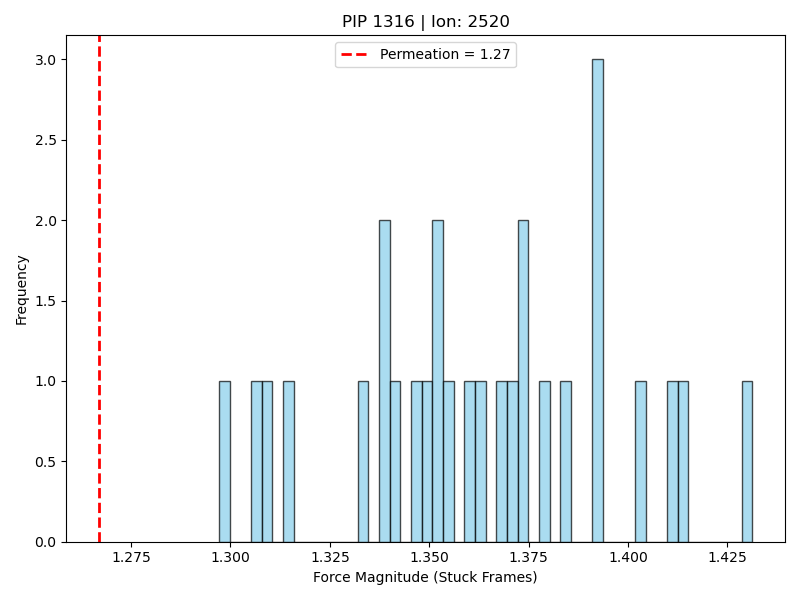 PIP 1316 | Ion: 2520
Permeation = 1.27
3.0
2.5
2.0
1.5
1.0
0.5
0.0
Frequency
1.275 1.300 1.325 1.350 1.375 1.400 1.425
Force Magnitude (Stuck Frames)